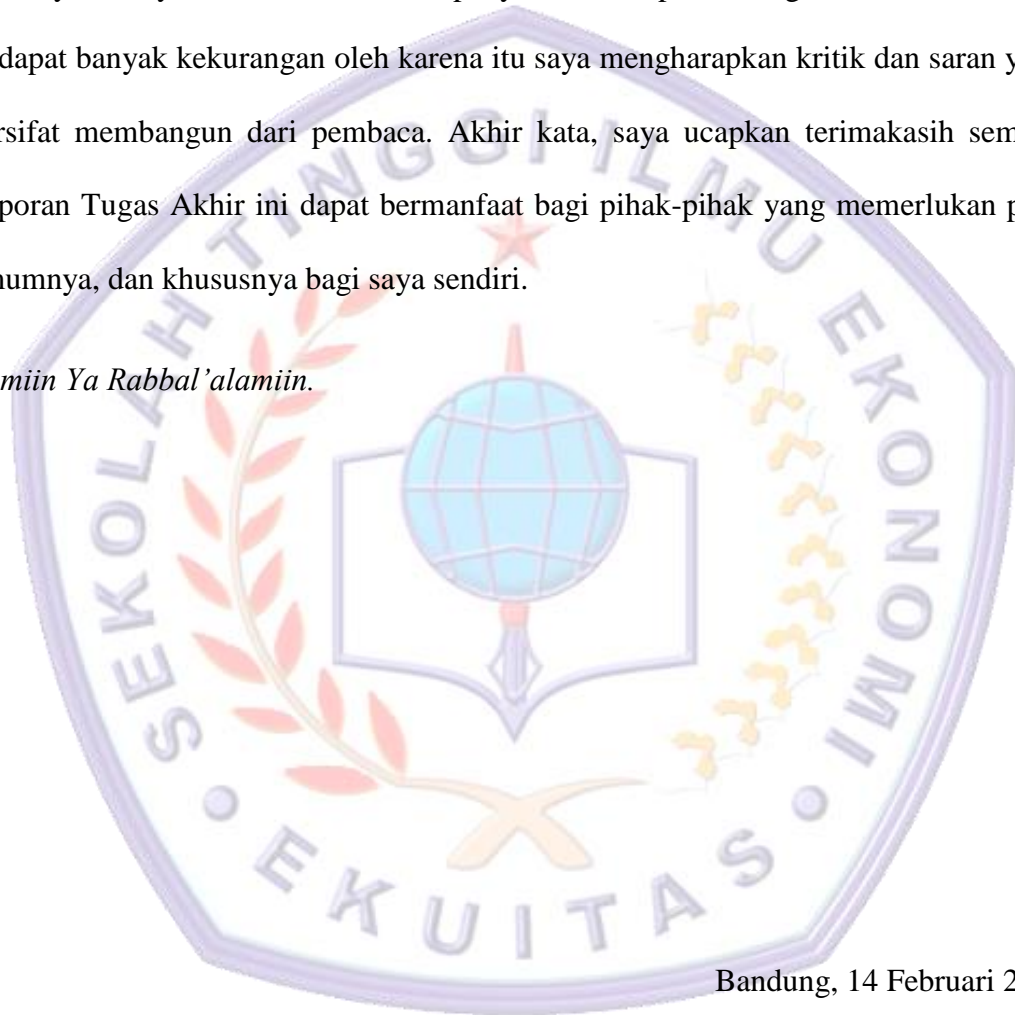 dapat banyak kekurangan oleh karena itu saya mengharapkan kritik dan saran y
rsifat membangun dari pembaca. Akhir kata, saya ucapkan terimakasih sem
poran Tugas Akhir ini dapat bermanfaat bagi pihak-pihak yang memerlukan p
umnya, dan khususnya bagi saya sendiri.
miin Ya Rabbal’alamiin.
SEKOLAH TINGGI ILMU EKONOMI
EKUITAS
Bandung, 14 Februari 2